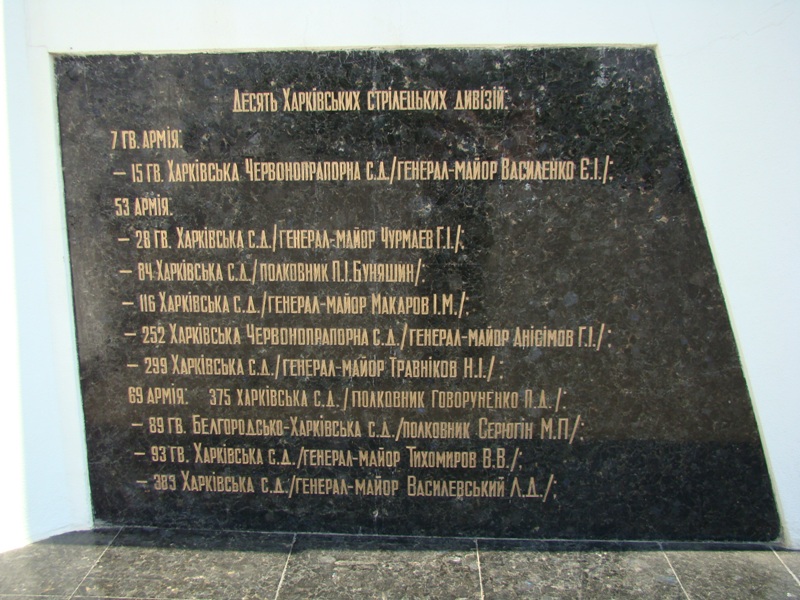 Десять Харківських стрілецьких дивізій:
7 гв. армія:
– 15 гв. Харківська Червонопрапорна с.д./генерал-майор Василенко Є.І./;
53 армія:
– 28 гв. Харківська с.д./генерал-майор Чурмаев Г.І./;
– 84 Харківська с.д./полковник П.І.Буняшин/;
– 116 Харківська с.д./генерал-майор Макаров І.М./;
– 252 Харківська Червонопрапорна с.д./генерал-майор Анісімов Г.І./;
– 299 Харківська с.д./генерал-майор Травніков Н.І./;
69 армія: 375 Харківська с.д./полковник Говоруненко П.Д./;
– 89 гв. Белгородсько-Харківська с.д./полковник Серюгін М.П/;
– 93 гв. Харківська с.д./генерал-майор Тихомиров В.В./;
– 383 Харківська с.д./генерал-майор Василевський Л.Д./;